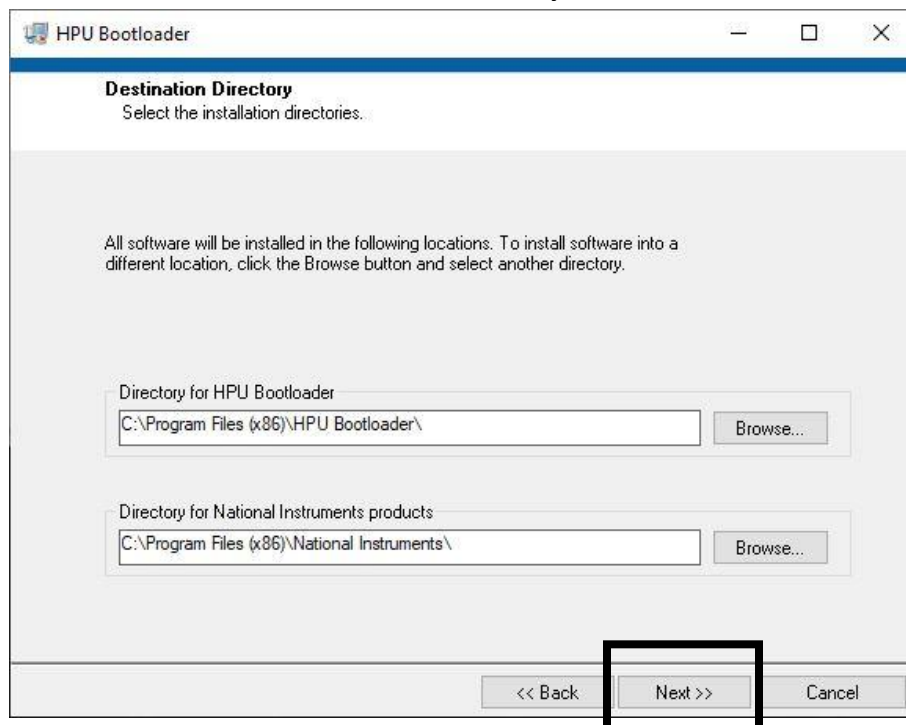 HPU Bootloader
Destination Directory
Select the installation directories.
All software will be installed in the following locations. To install software into a
different location, click the Browse button and select another directory.
Directory for HPU Bootloader
C:\Program Files (x86)\HPU Bootloader\
Browse...
Directory for National Instruments products
C:\Program Files (x86)\National Instruments\
Browse...
<< Back
Next >>
Cancel